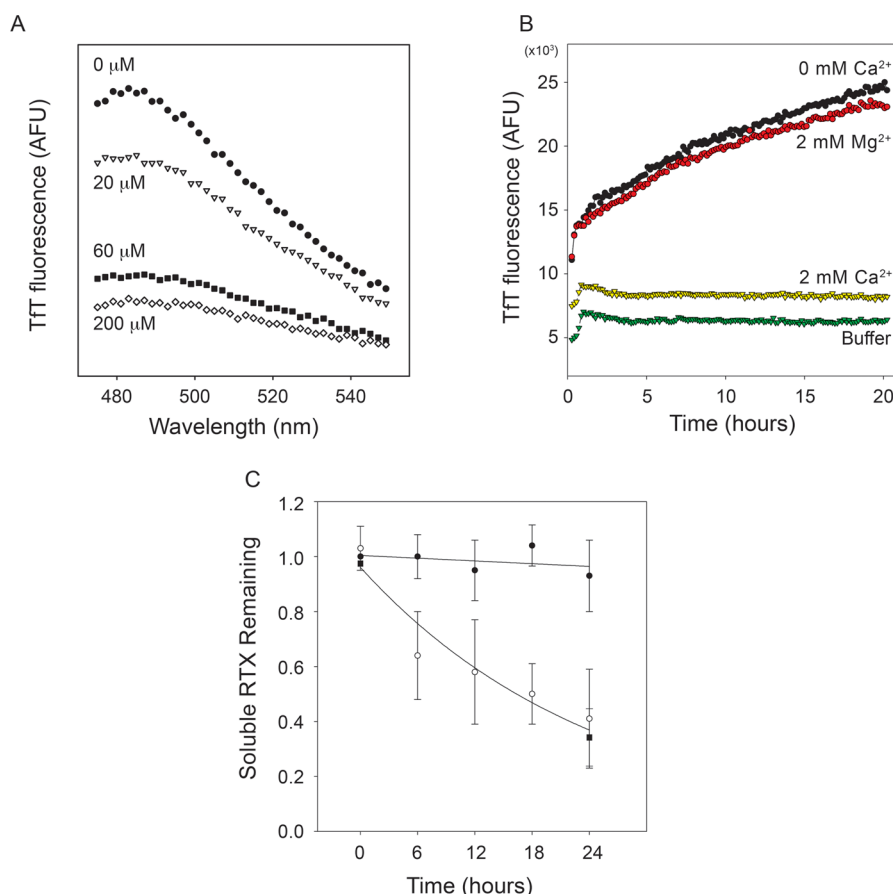 A
TfT fluorescence (AFU)
0 µM
20 µM
60 µM
200 µM
480 500 520 540
Wavelength (nm)
B
(x10³)
TfT fluorescence (AFU)
25
20
15
10
5
0 mM Ca²⁺
2 mM Mg²⁺
2 mM Ca²⁺
Buffer
0 5 10 15 20
Time (hours)
C
Soluble RTX Remaining
1.2
1.0
0.8
0.6
0.4
0.2
0.0
0 6 12 18 24
Time (hours)